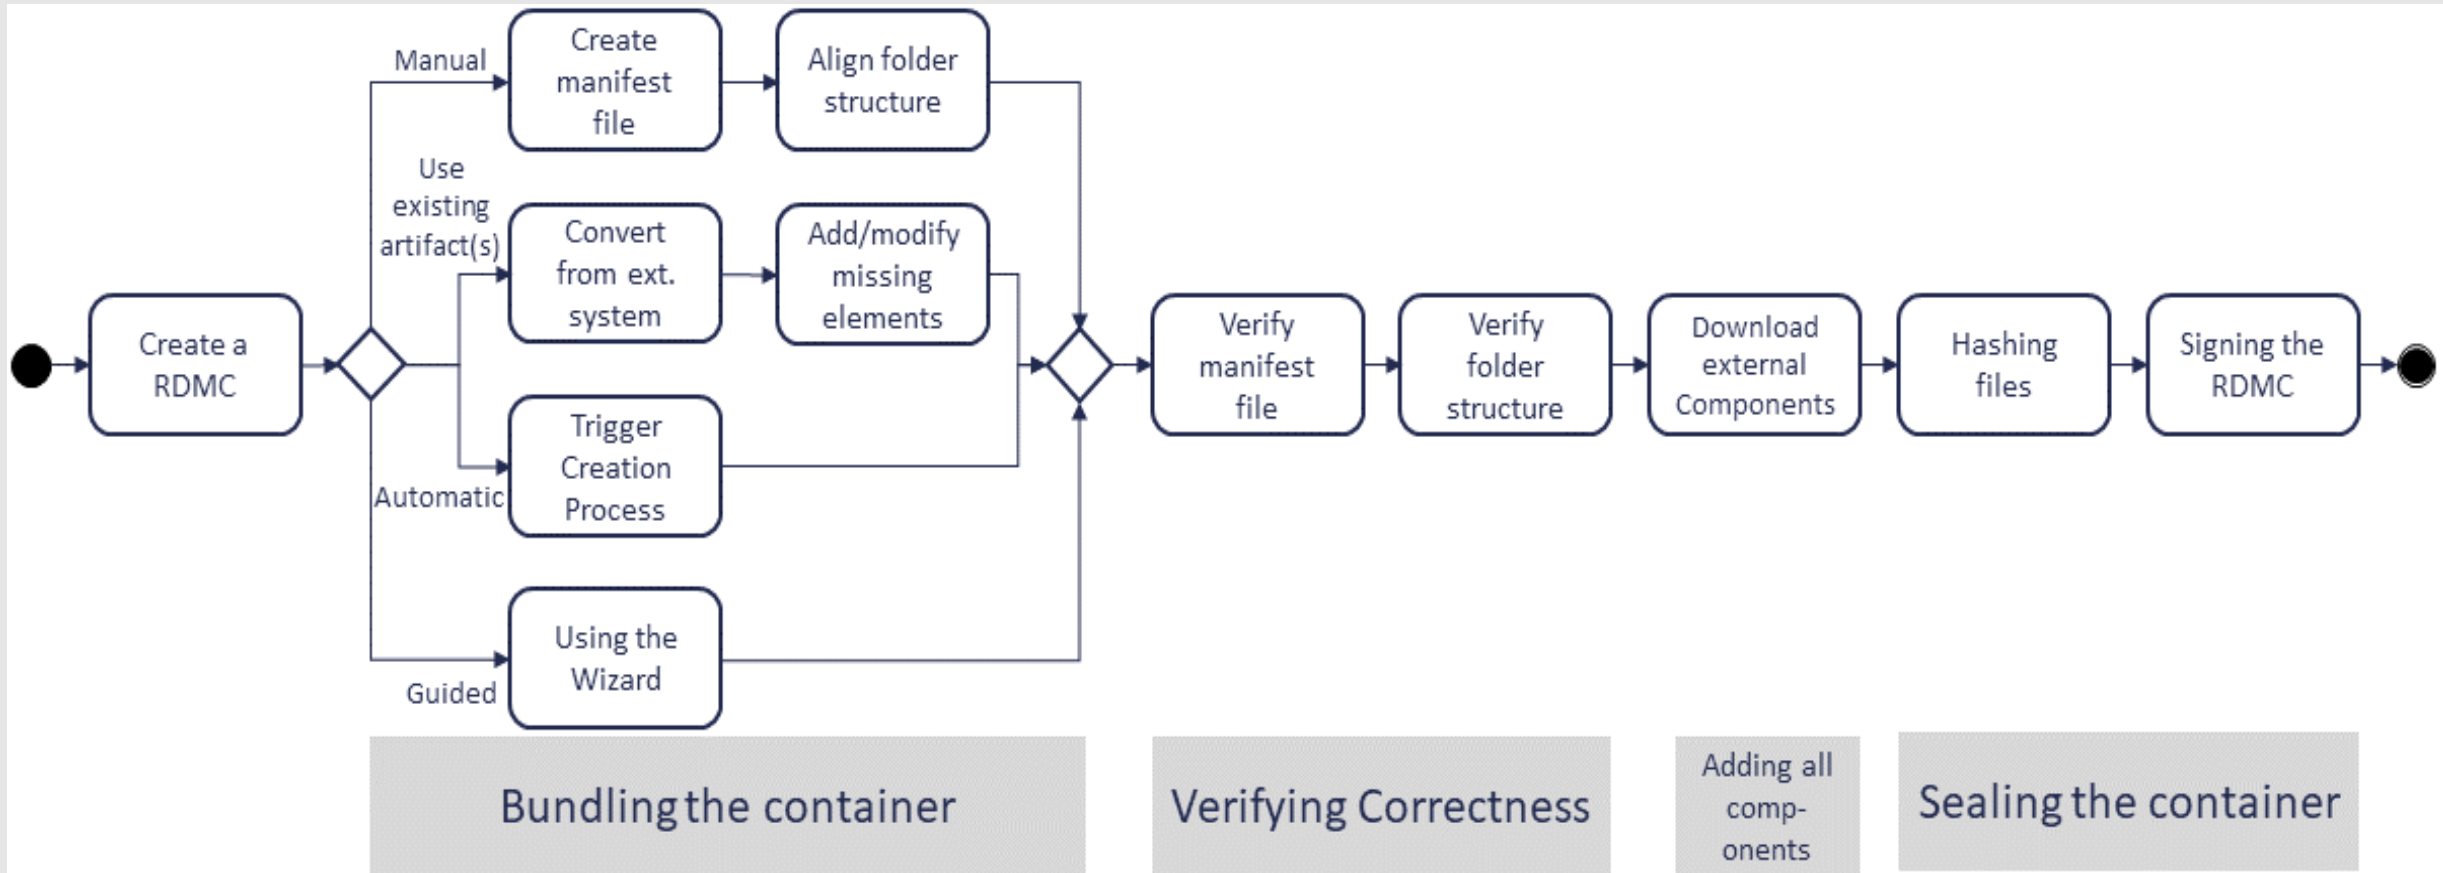 Create a
RDMC
Manual
Create
manifest
file
Align folder
structure
Use
existing
artifact(s)
Convert
from ext.
system
Add/modify
missing
elements
Automatic
Trigger
Creation
Process
Guided
Using the
Wizard
Verify
manifest
file
Verify
folder
structure
Download
external
Components
Hashing
files
Signing the
RDMC
Bundling the container
Verifying Correctness
Adding all
comp-
onents
Sealing the container